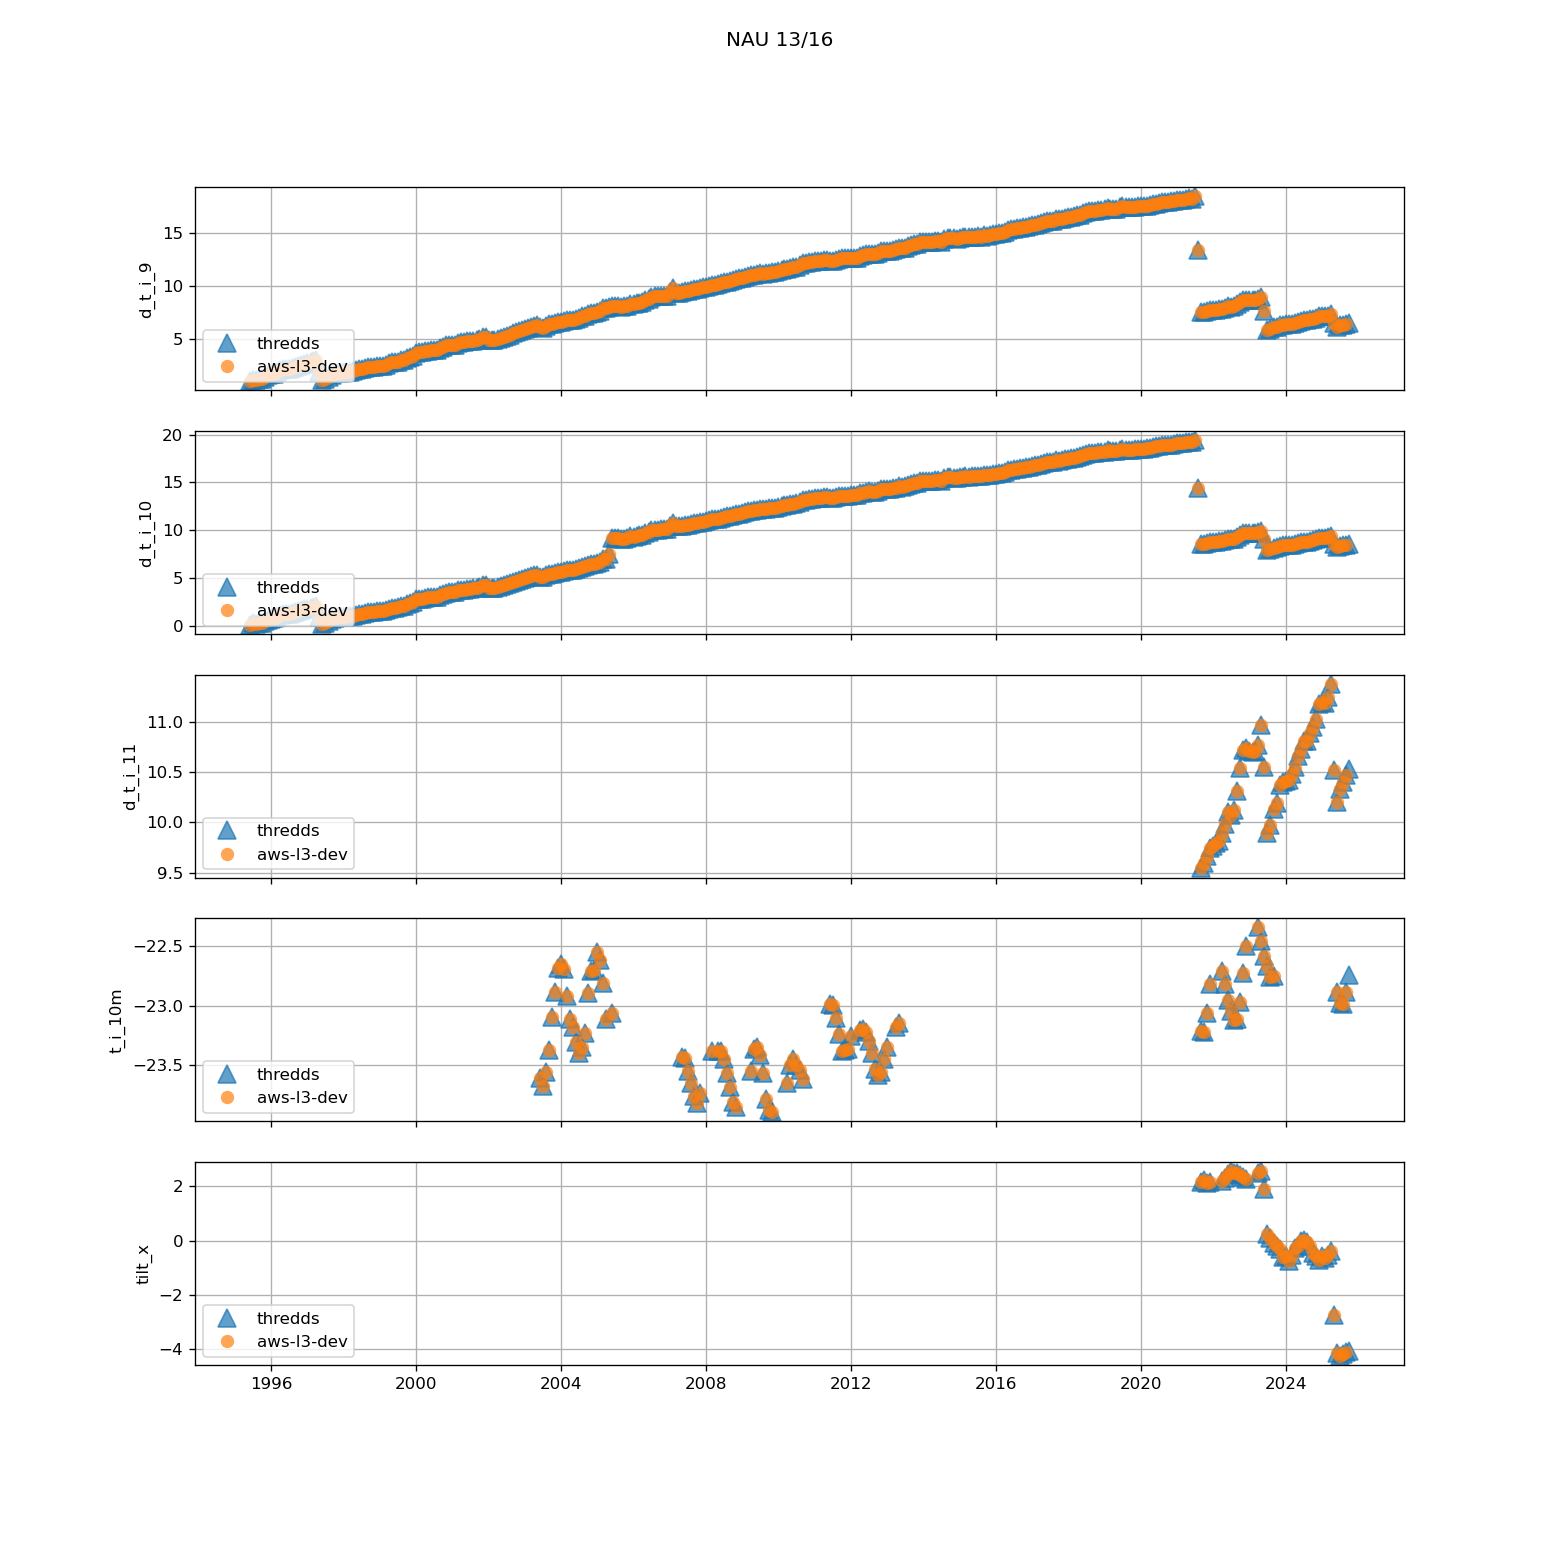 NAU 13/16
15
10
5
d_t_i_9
thredds
aws-l3-dev
20
15
10
5
0
d_t_i_10
thredds
aws-l3-dev
11.0
10.5
10.0
9.5
d_t_i_11
thredds
aws-l3-dev
−22.5
−23.0
−23.5
t_i_10m
thredds
aws-l3-dev
2
0
−2
−4
tilt_x
thredds
aws-l3-dev
1996 2000 2004 2008 2012 2016 2020 2024